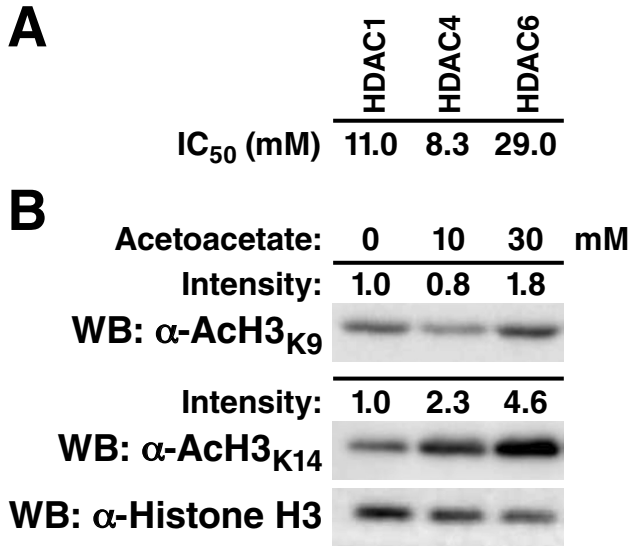 A
HDAC1 HDAC4 HDAC6
IC50 (mM) 11.0 8.3 29.0
B
Acetoacetate: 0 10 30 mM
Intensity: 1.0 0.8 1.8
WB: α-AcH3K9
Intensity: 1.0 2.3 4.6
WB: α-AcH3K14
WB: α-Histone H3